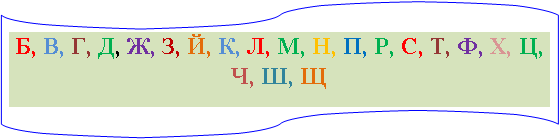 Б, В, Г, Д, Ж, З, Й, К, Л, М, Н, П, Р, С, Т, Ф, Х, Ц,
Ч, Ш, Щ